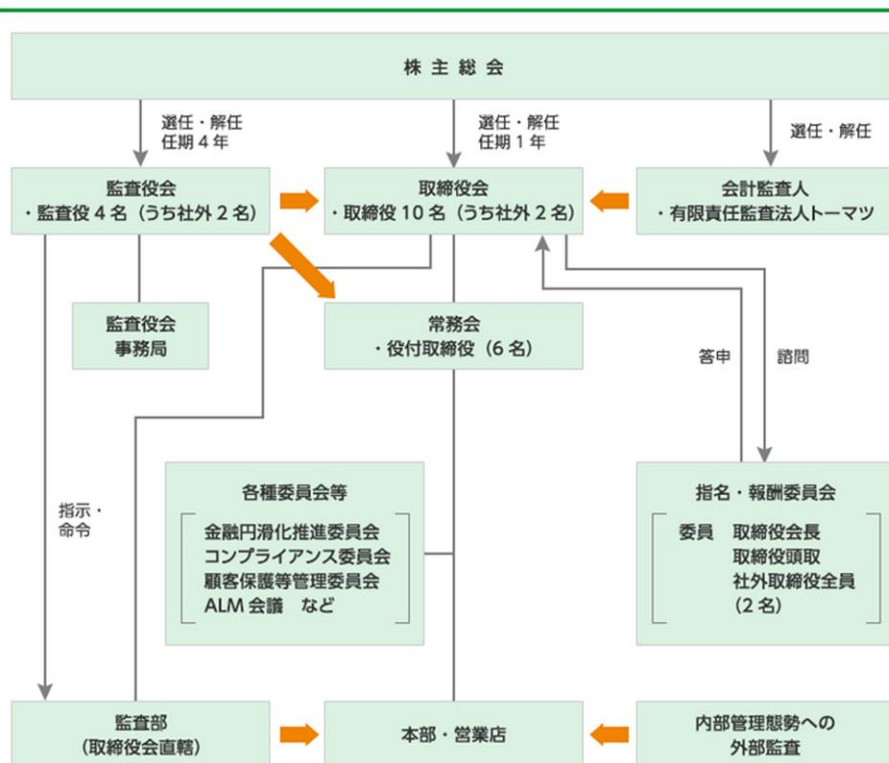 株主総会
選任・解任
任期4年
選任・解任
任期1年
選任・解任
監査役会
・監査役4名(うち社外2名)
取締役会
・取締役10名(うち社外2名)
会計監査人
・有限責任監査法人トーマツ
監査役会
事務局
常務会
・役付取締役(6名)
答申
諮問
指示・
命令
各種委員会等
金融円滑化推進委員会
コンプライアンス委員会
顧客保護等管理委員会
ALM会議 など
指名・報酬委員会
委員 取締役会長
取締役頭取
社外取締役全員
(2名)
監査部
(取締役会直轄)
本部・営業店
内部管理態勢への
外部監査